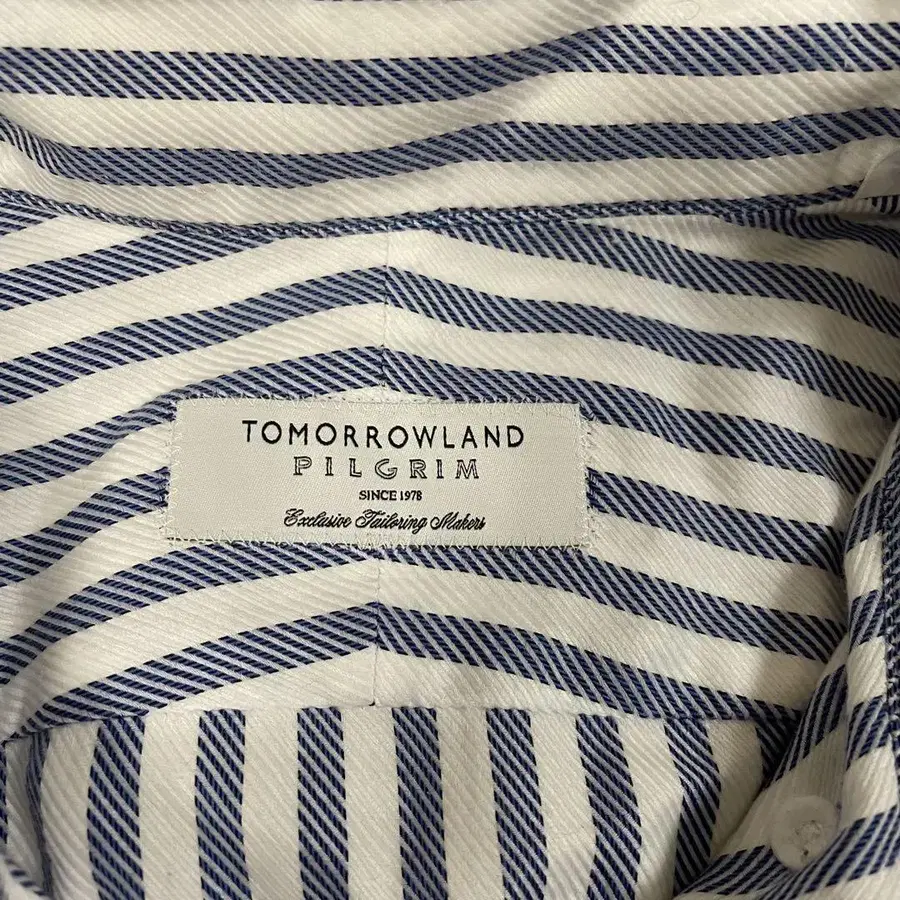 TOMORROWLAND
PILGRIM
SINCE 1978
Exclusive Tailoring Makers